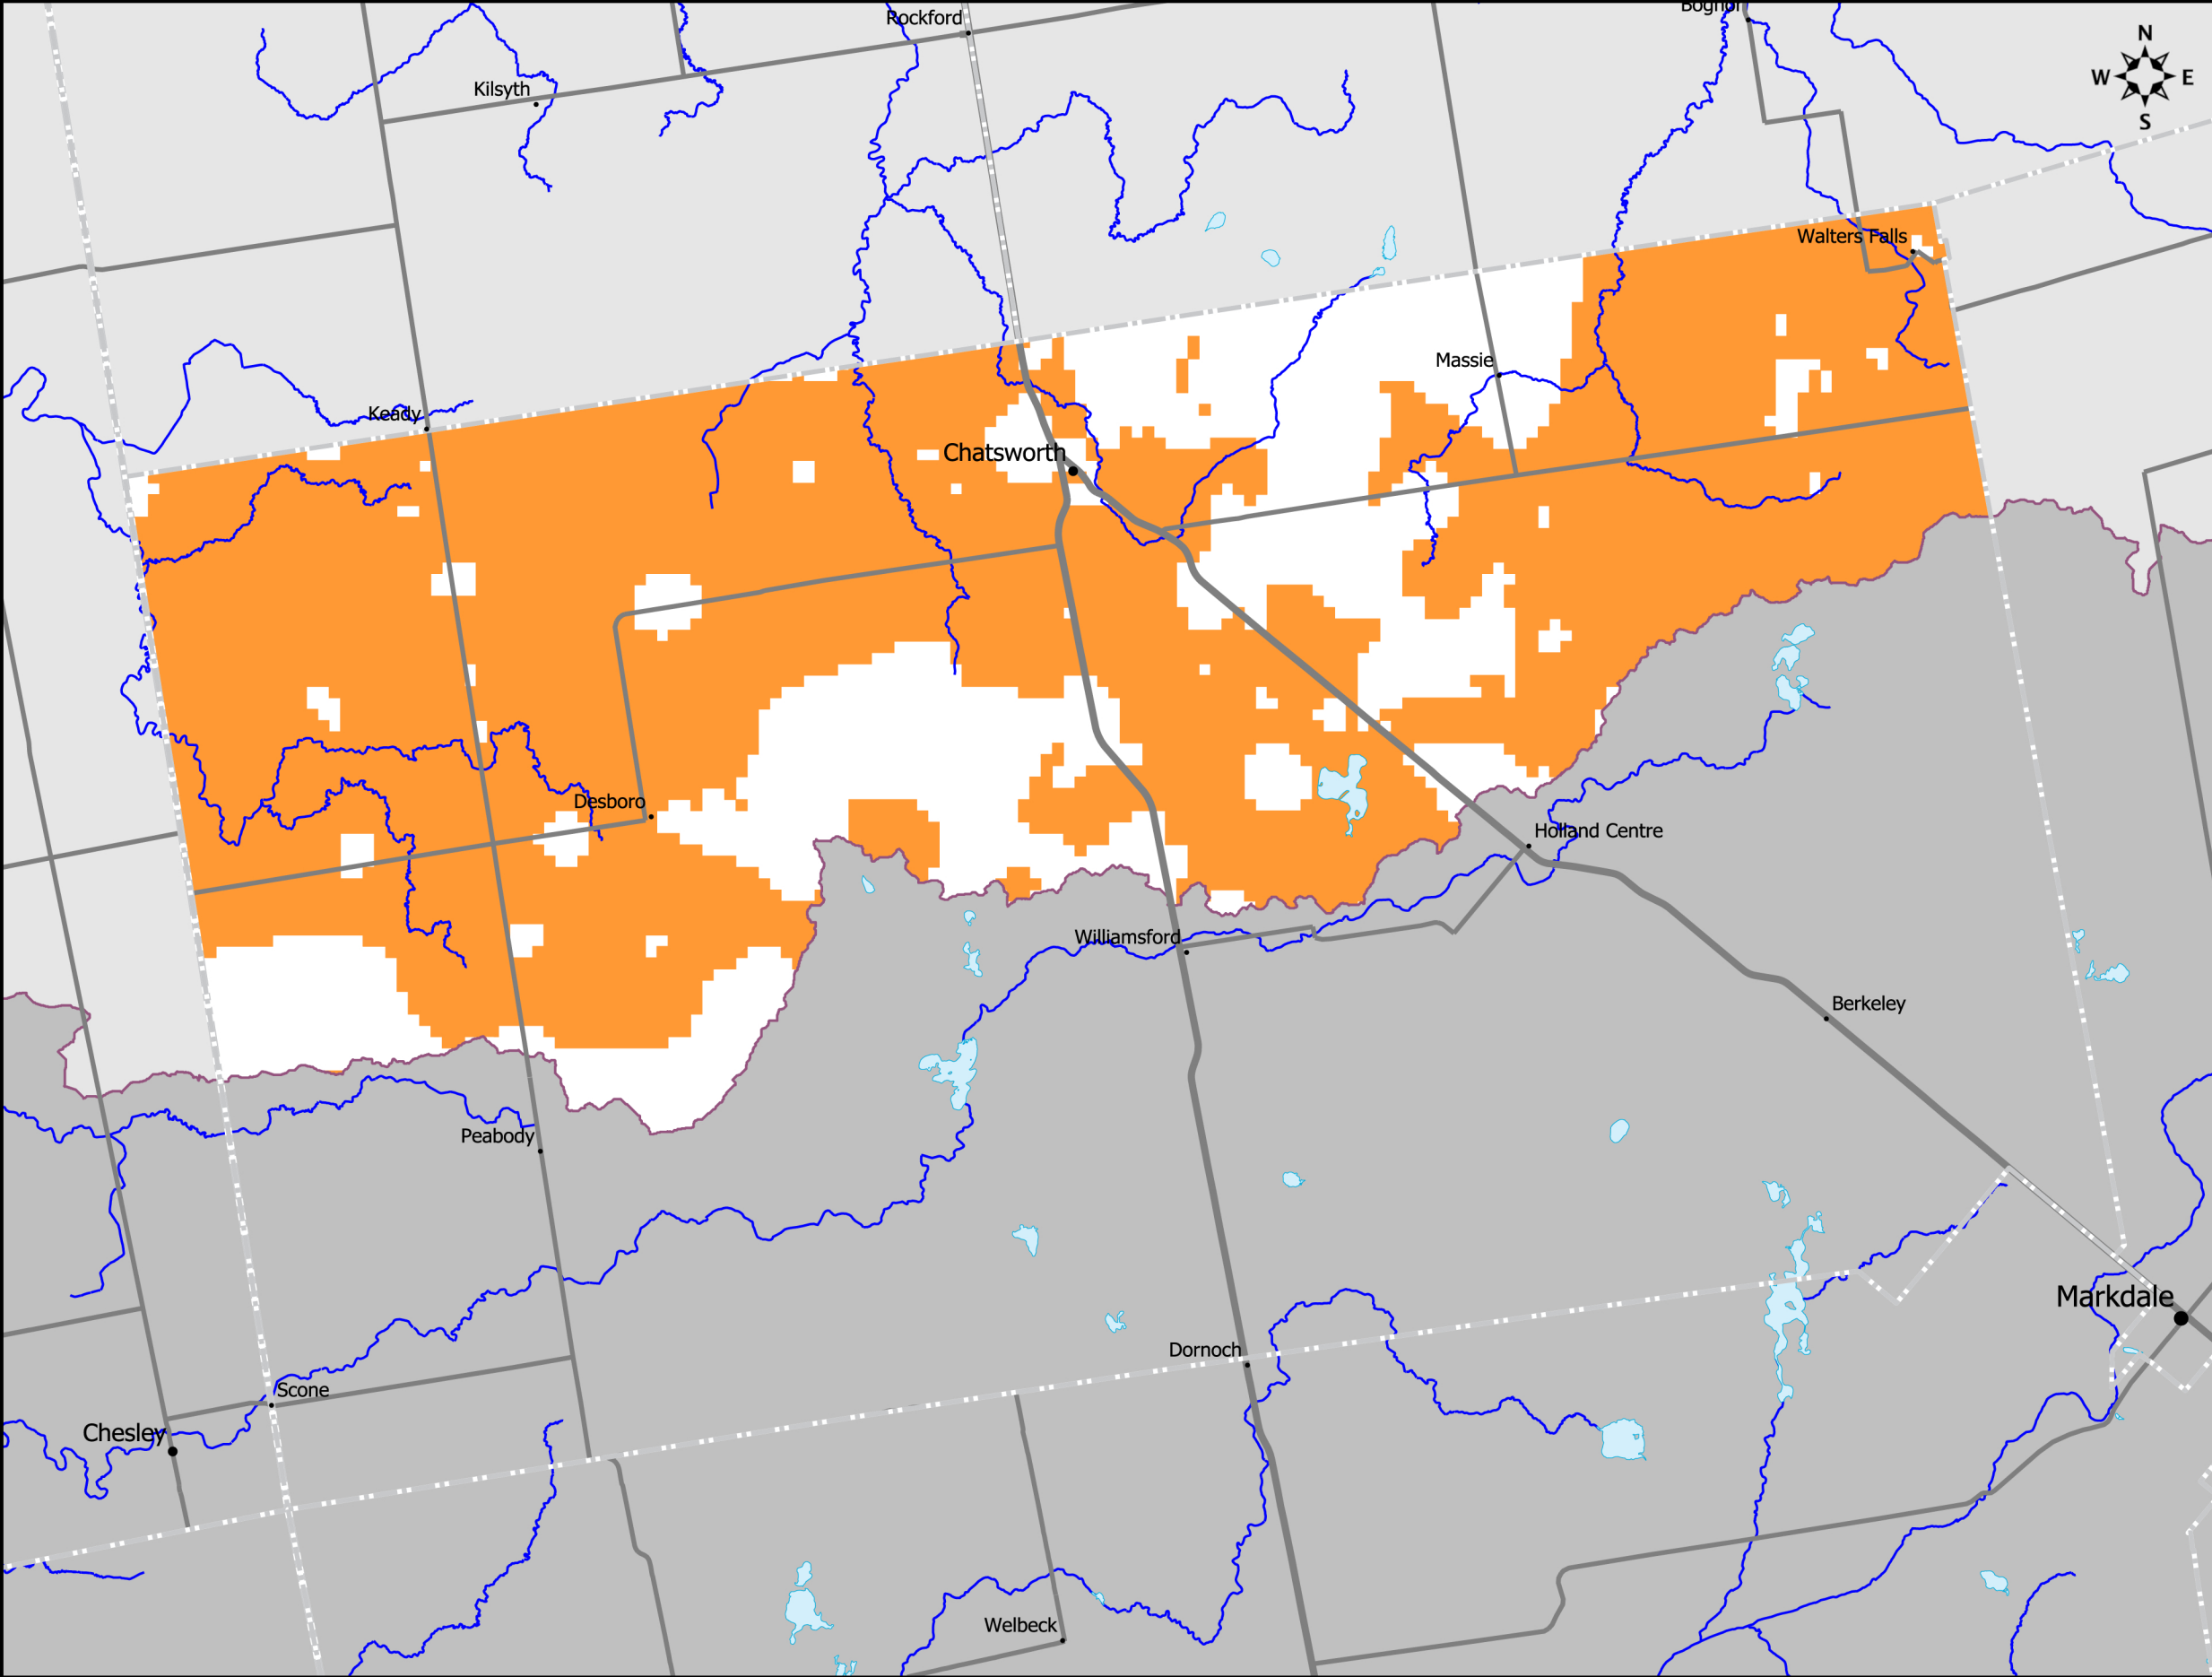 Rockford
N
W E
S
Kilsyth
Walters Falls
Massie
Keady
Chatsworth
Desboro
Holland Centre
Williamsford
Berkeley
Peabody
Markdale
Dornoch
Scone
Chesley
Welbeck